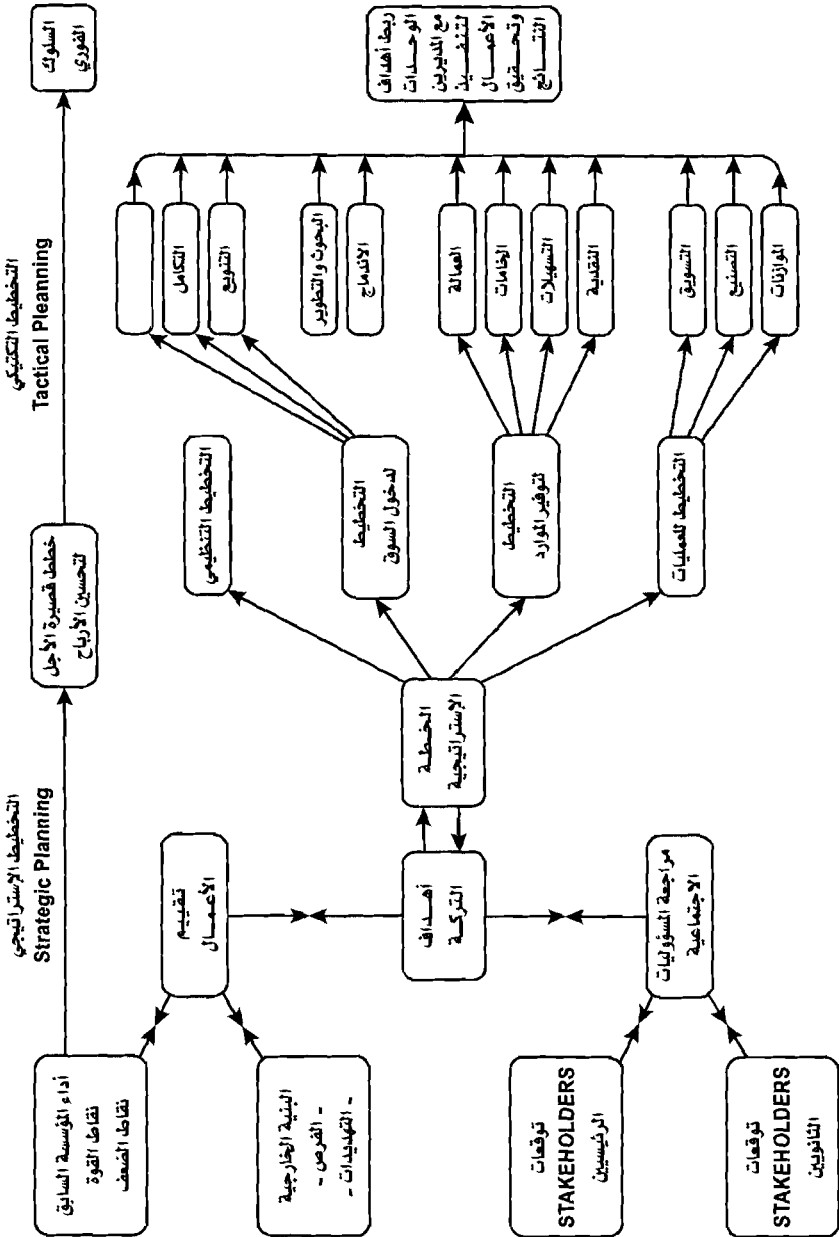 التخطيط الإستراتيجي
Strategic Planning
التخطيط التكتيكي
Tactical Pleanning
أداء المؤسسة السابق
نقاط القوة
نقاط الضعف
خطط قصيرة الأجل
لتحسين الأرباح
السلوك
الفوري
البنية الخارجية
- الفرص -
- التهديدات -
تقييم
الأعمال
أهداف
التركة
الخطة
الإستراتيجية
توقعات
STAKEHOLDERS
الرئيسيين
توقعات
STAKEHOLDERS
الثانويين
مراجعة المسؤوليات
الاجتماعية
التخطيط التنظيمي
التخطيط
لدخول السوق
التخطيط
لتوفير الموارد
التخطيط للعمليات
التكامل
التنويع
البحوث والتطوير
الاندماج
العمالة
الخامات
التسهيلات
النقدية
التسويق
التصنيع
الموازنات
ربط أهداف
الوحدات
مع المديرين
لتنفيذ
الأعمال
وتحقيق
النتائج